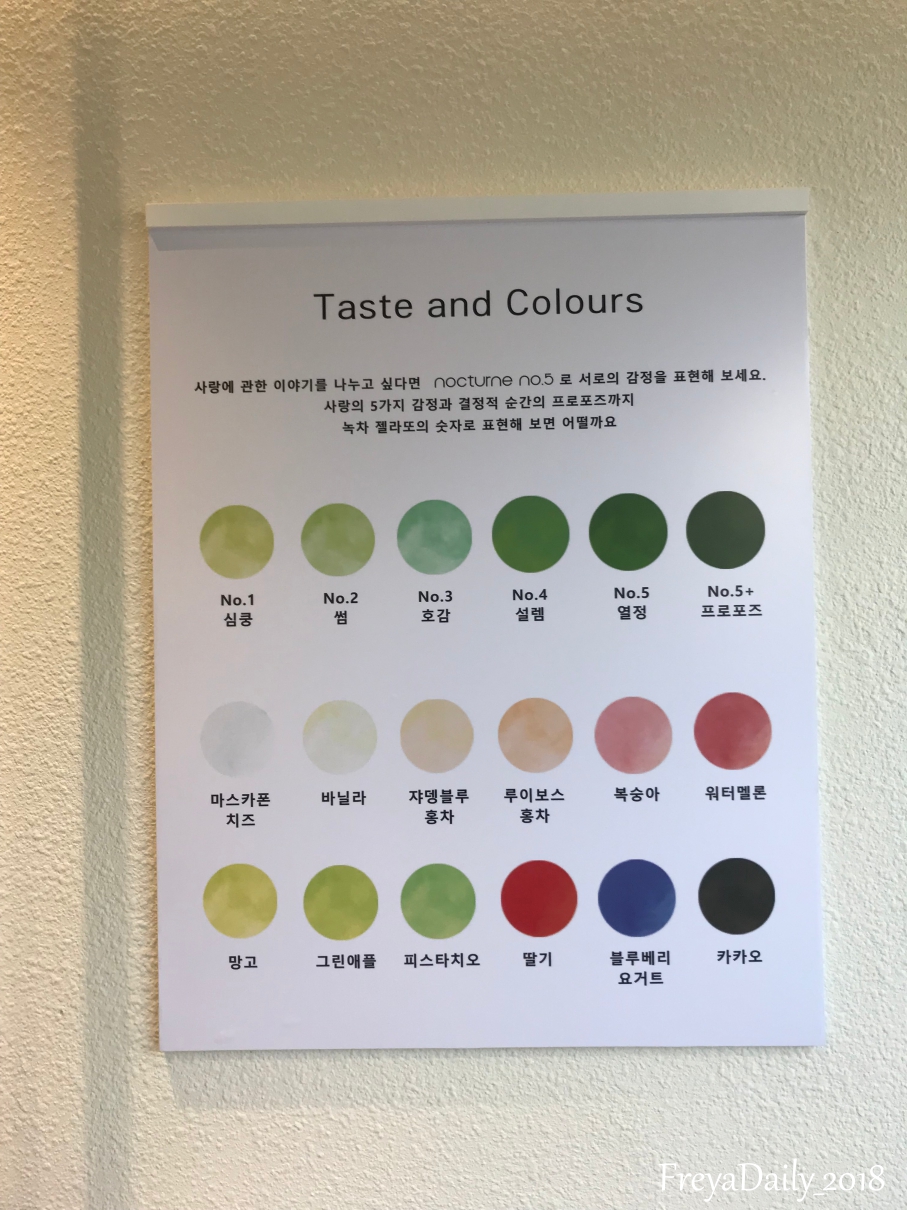 Taste and Colours
사랑에 관한 이야기를 나누고 싶다면 nocturne no.5 로 서로의 감정을 표현해 보세요.
사랑의 5가지 감정과 결정적 순간의 프로포즈까지
녹차 젤라또의 숫자로 표현해 보면 어떨까요
No.1 No.2 No.3 No.4 No.5 No.5+
심쿵 썸 호감 설렘 열정 프로포즈
마스카폰 바닐라 쟈뎅블루 루이보스 복숭아 워터멜론
치즈 홍차 홍차
망고 그린애플 피스타치오 딸기 블루베리 카카오
요거트
FreyaDaily_2018